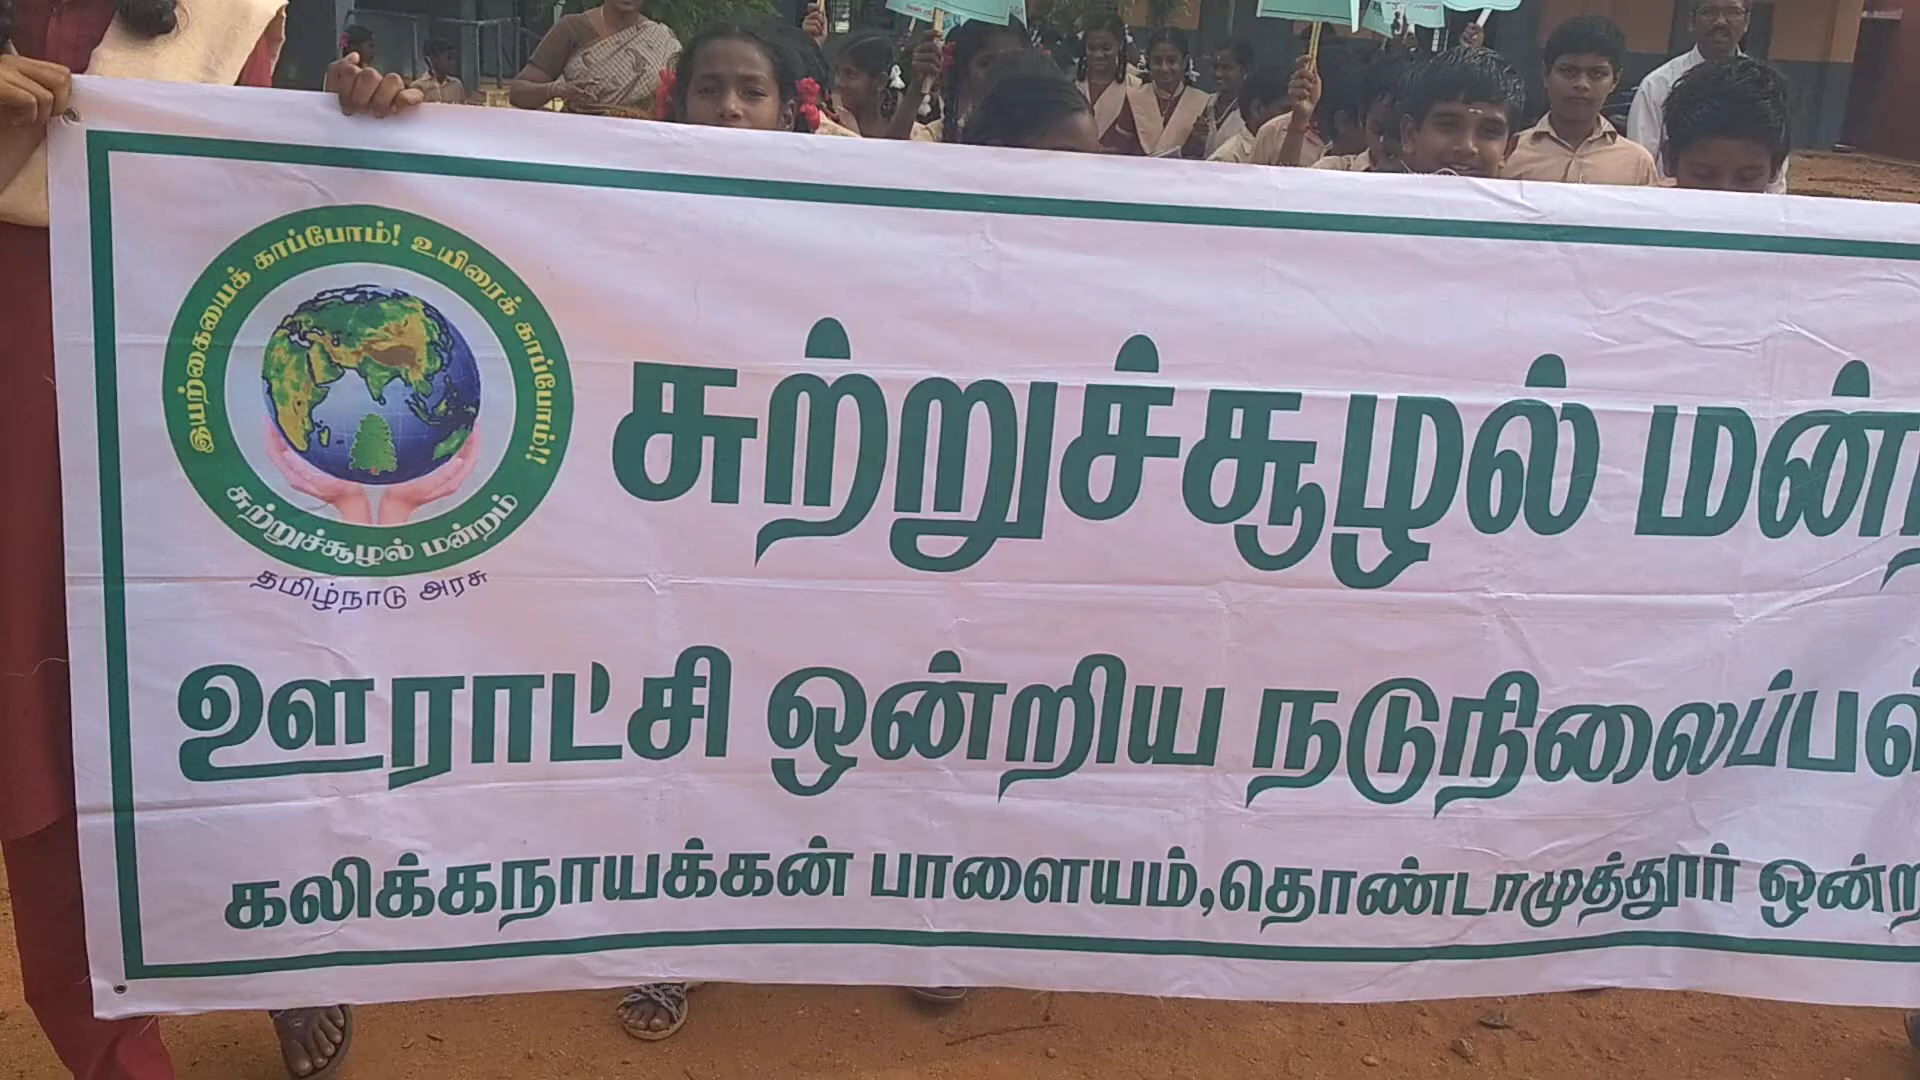 இயற்கையைக் காப்போம்! உயிரைக் காப்போம்!!
சுற்றுச்சூழல் மன்றம்
தமிழ்நாடு அரசு
சுற்றுச்சூழல் மன்
ஊராட்சி ஒன்றிய நடுநிலைப்பள்
கலிக்கநாயக்கன் பாளையம்,தொண்டாமுத்தூர் ஒன்றி